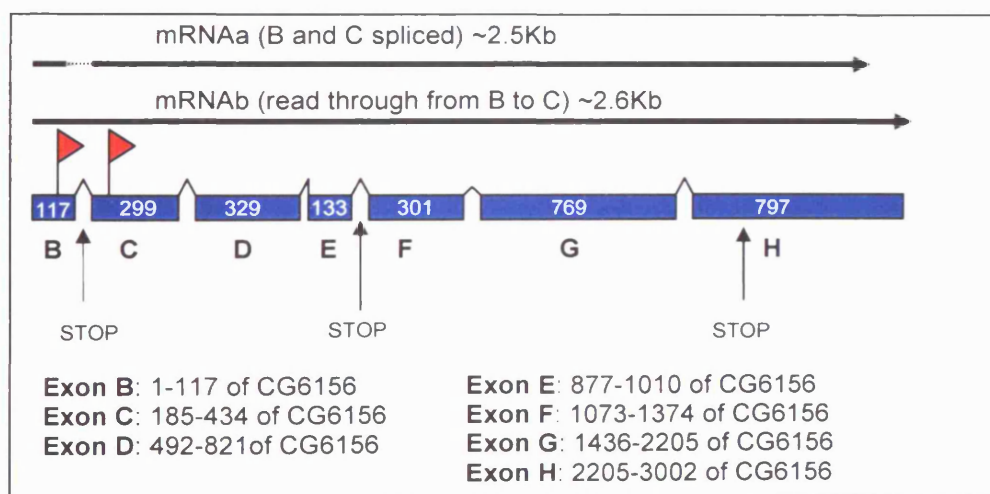 mRNAa (B and C spliced) ~2.5Kb
mRNAb (read through from B to C) ~2.6Kb
117 299 329 133 301 769 797
B C D E F G H
STOP STOP STOP
Exon B: 1-117 of CG6156
Exon C: 185-434 of CG6156
Exon D: 492-821of CG6156
Exon E: 877-1010 of CG6156
Exon F: 1073-1374 of CG6156
Exon G: 1436-2205 of CG6156
Exon H: 2205-3002 of CG6156